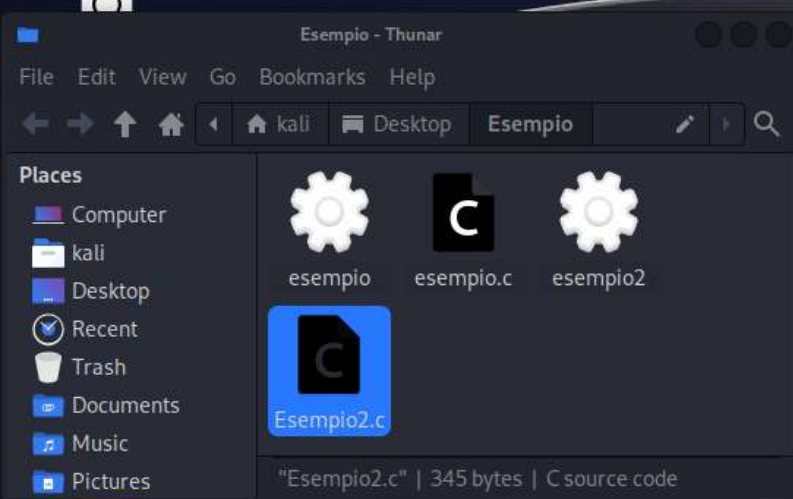 Esempio - Thunar
File Edit View Go Bookmarks Help
kali Desktop Esempio
Places
Computer
kali
Desktop
Recent
Trash
Documents
Music
Pictures
esempio esempio.c esempio2
Esempio2.c
"Esempio2.c" | 345 bytes | C source code